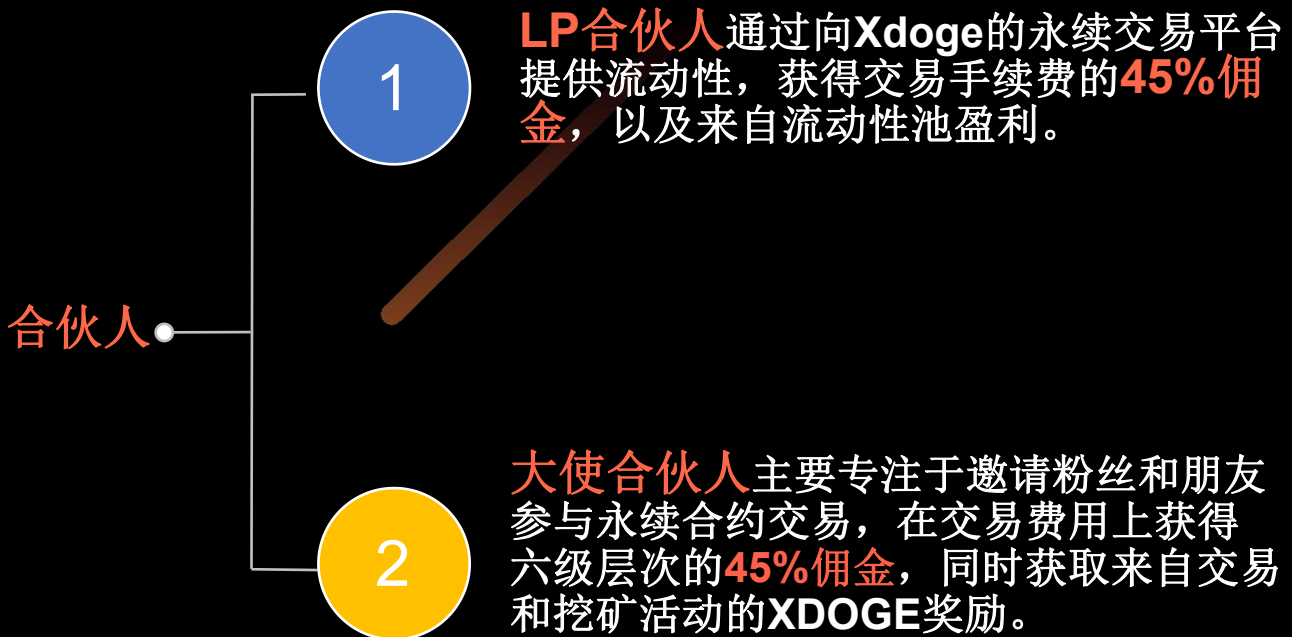 1
LP合伙人通过向Xdoge的永续交易平台
提供流动性，获得交易手续费的45%佣
金，以及来自流动性池盈利。
合伙人
2
大使合伙人主要专注于邀请粉丝和朋友
参与永续合约交易，在交易费用上获得
六级层次的45%佣金，同时获取来自交易
和挖矿活动的XDOGE奖励。